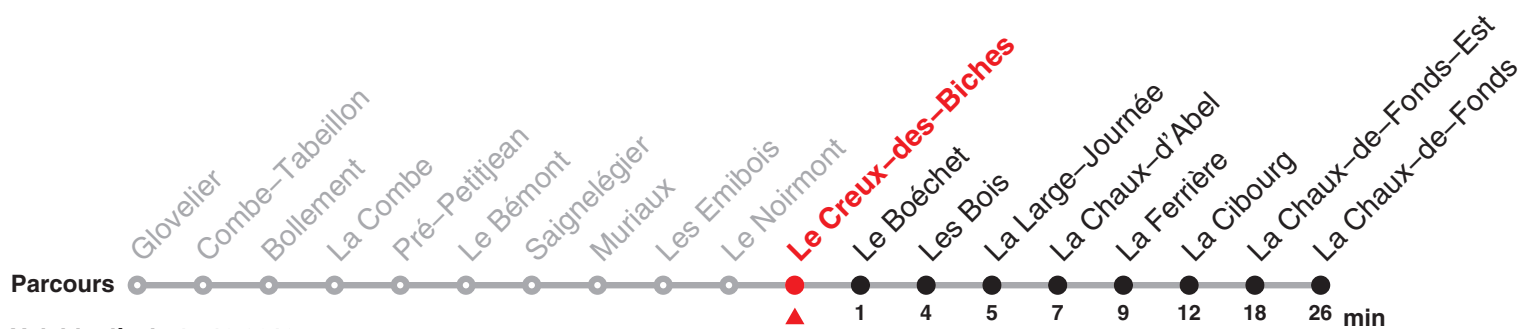 Glovelier
Combe–Tabeillon
Bollement
La Combe
Pré–Petitjean
Le Bémont
Saignelégier
Muriaux
Les Emibois
Le Noirmont
Le Creux–des–Biches
Le Boéchet
Les Bois
La Large–Journée
La Chaux–d'Abel
La Ferrière
La Cibourg
La Chaux–de–Fonds–Est
La Chaux–de–Fonds
Parcours
1 4 5 7 9 12 18 26 min